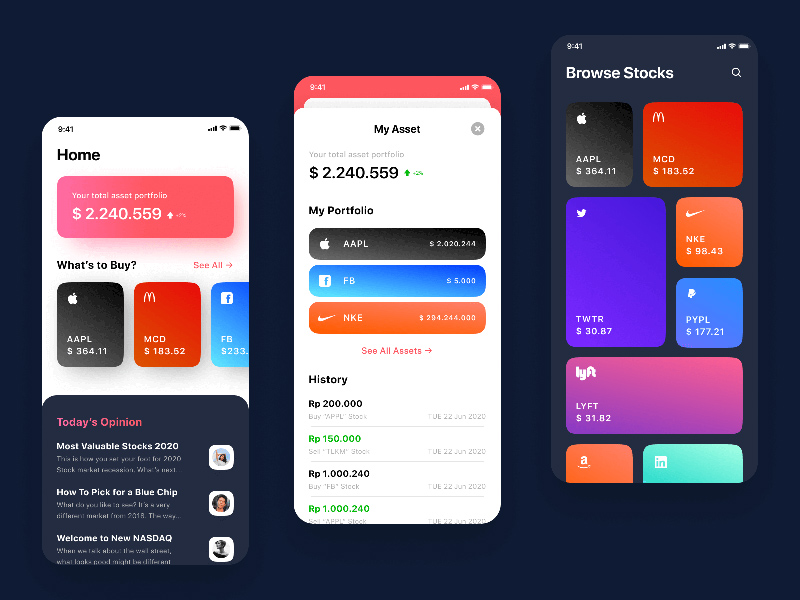 9:41
Home
Your total asset portfolio
$ 2.240.559
+2%
What's to Buy?
See All →
AAPL
$ 364.11
MCD
$ 183.52
FB
$233.
Today's Opinion
Most Valuable Stocks 2020
This is how you set your foot for 2020
Stock market recession. What's next...
How To Pick for a Blue Chip
What do you like to see? It's a very
different market from 2018. The way...
Welcome to New NASDAQ
When we talk about the wall street,
what looks good might be different
9:41
My Asset
Your total asset portfolio
$ 2.240.559
+2%
My Portfolio
AAPL
$ 2.020.244
FB
$ 5.000
NKE
$ 294.244.000
See All Assets →
History
Rp 200.000
Buy "APPL" Stock
TUE 22 Jun 2020
Rp 150.000
Sell "TLKM" Stock
TUE 22 Jun 2020
Rp 1.000.240
Buy "FB" Stock
TUE 22 Jun 2020
Rp 1.000.240
Sell "APPL" Stock
TUE 22 Jun 2020
9:41
Browse Stocks
AAPL
$ 364.11
MCD
$ 183.52
TWTR
$ 30.87
NKE
$ 98.43
PYPL
$ 177.21
lyft
LYFT
$ 31.82